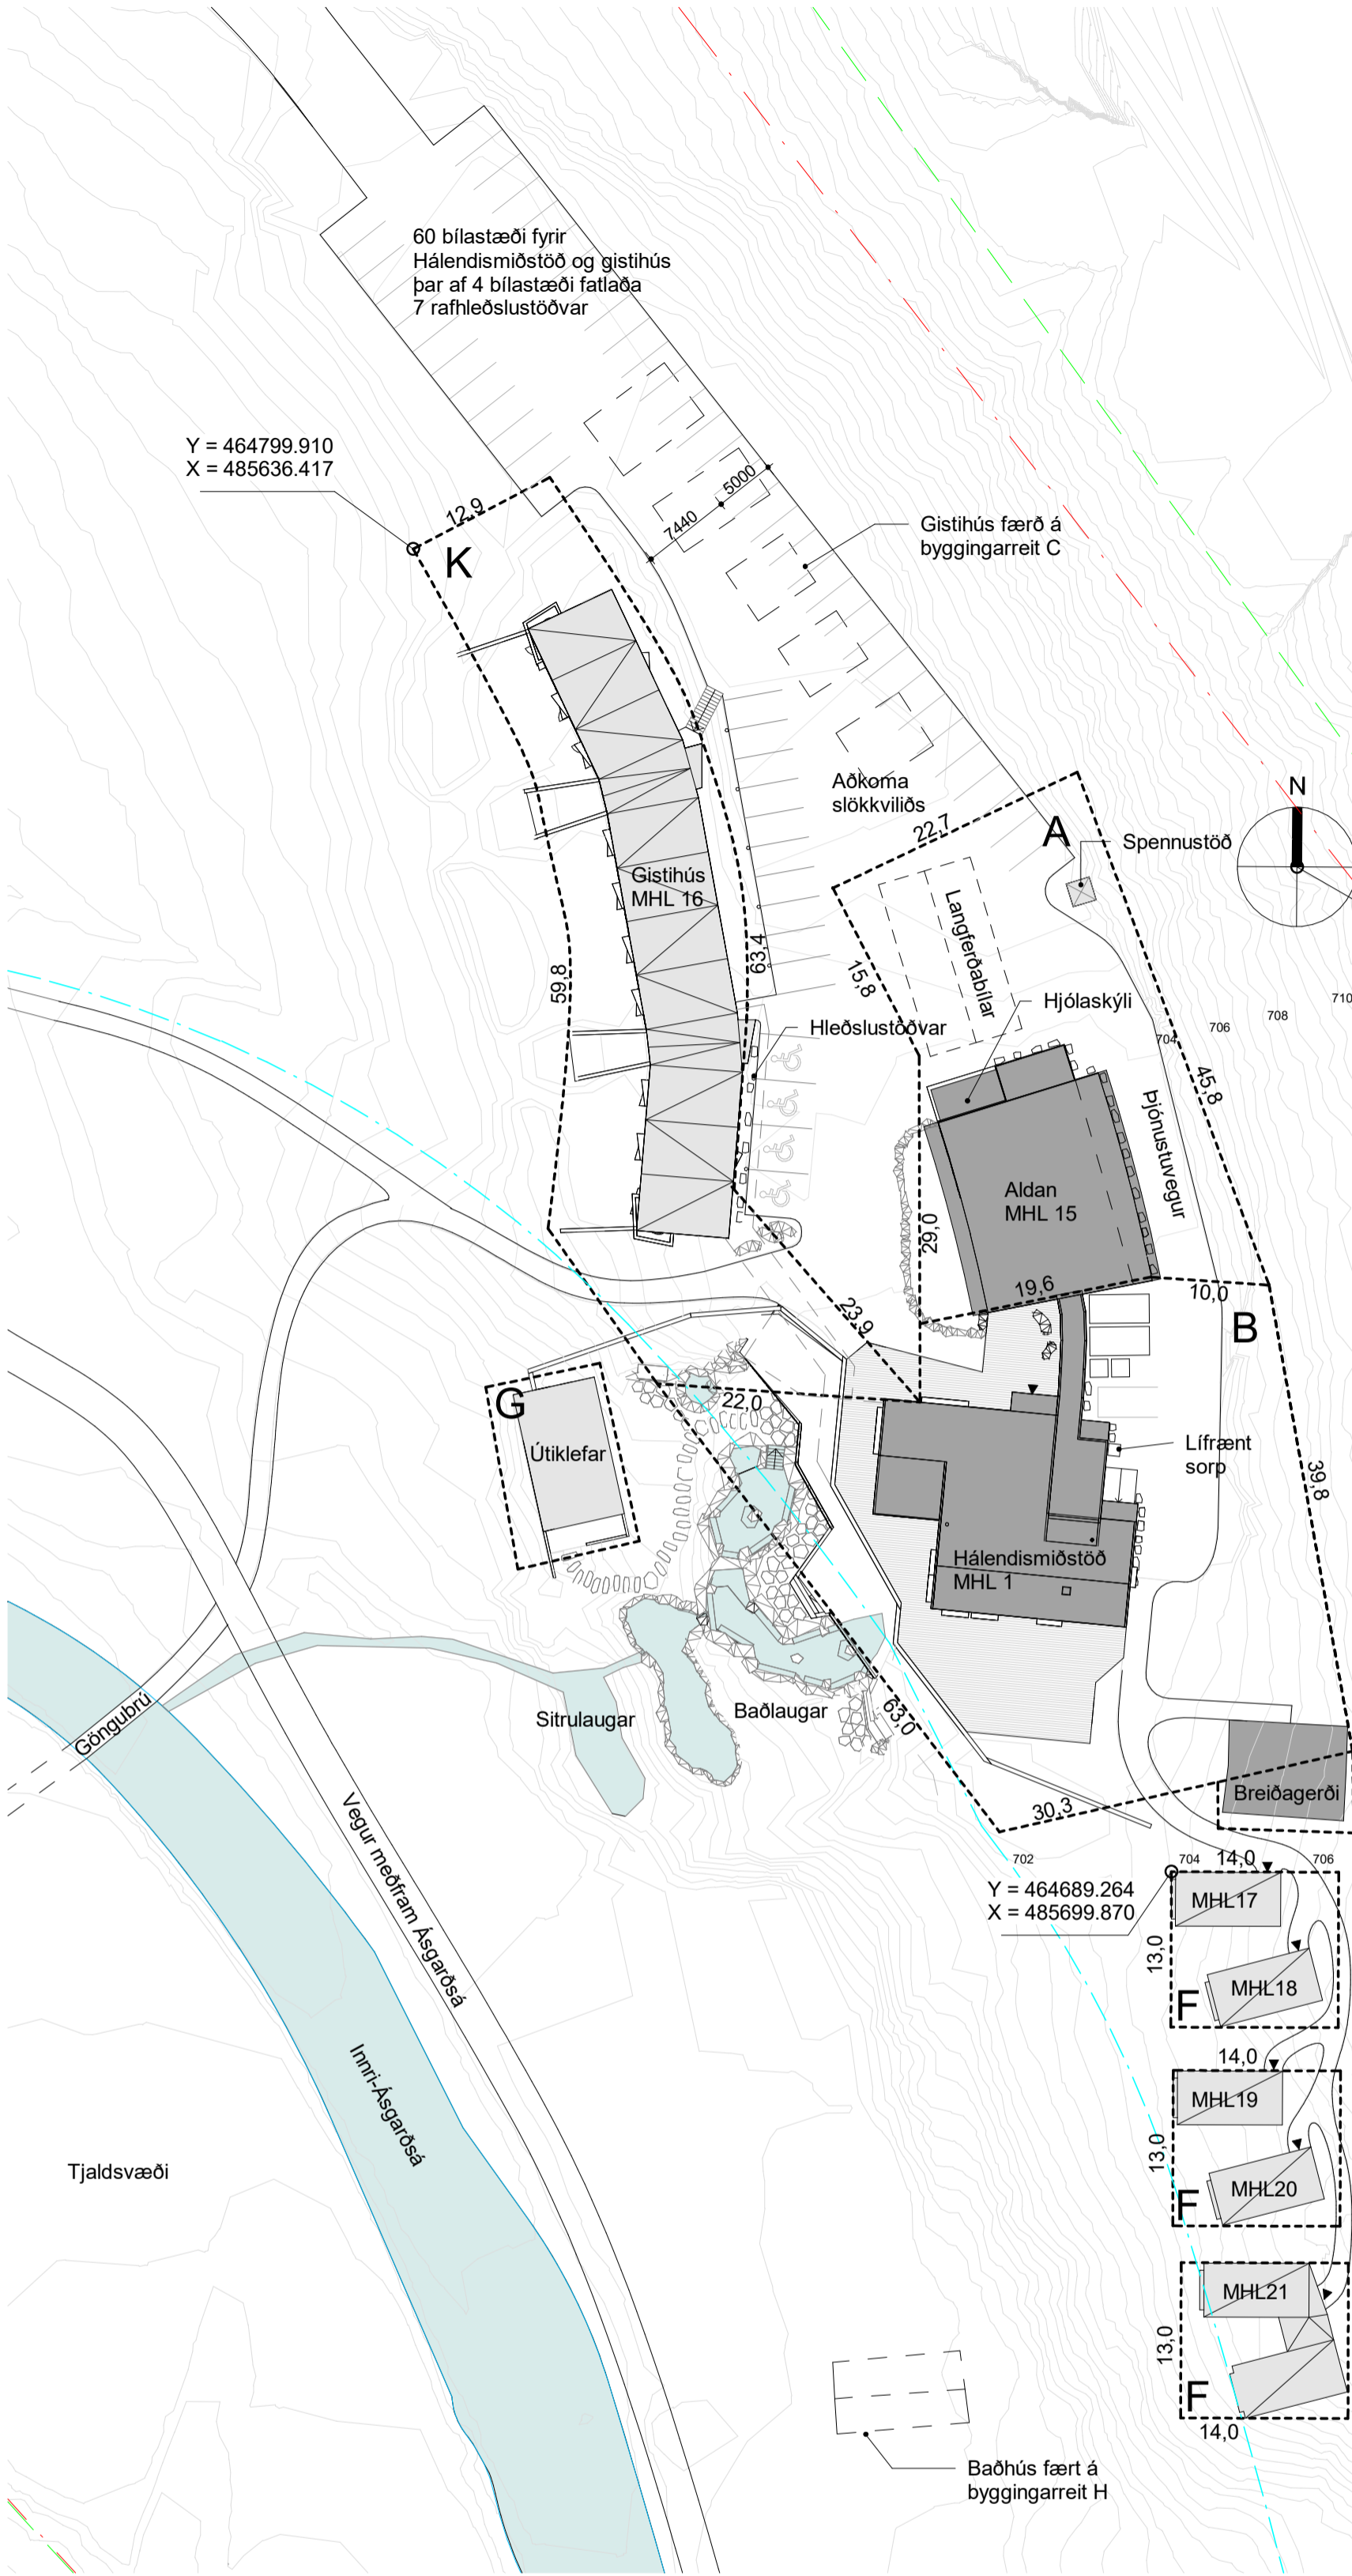 60 bílastæði fyrir
Hálendismiðstöð og gistihús
þar af 4 bílastæði fatlaða
7 rafhleðslustöðvar
Y = 464799.910
X = 485636.417
12,9
K
7440
5000
Gistihús færð á
byggingarreit C
Aðkoma
slökkviliðs
22,7
A
N
Spennustöð
Gistihús
MHL 16
Langferðabílar
15,8
63,4
59,8
Hjólaskýli
Hleðslustöðvar
704
706
708
710
45,8
Þjónustuvegur
Aldan
MHL 15
29,0
19,6
10,0
B
23,9
22,0
G
Útiklefar
Lífrænt
sorp
39,8
Hálendismiðstöð
MHL 1
Göngubrú
Sitrulaugar
Baðlaugar
63,0
Breiðagerði
30,3
Vegur meðfram Ásgarðsá
702
704
14,0
706
Y = 464689.264
X = 485699.870
MHL17
13,0
MHL18
F
Innri-Ásgarðsá
14,0
MHL19
13,0
Tjaldsvæði
MHL20
F
MHL21
13,0
F
14,0
Baðhús fært á
byggingarreit H